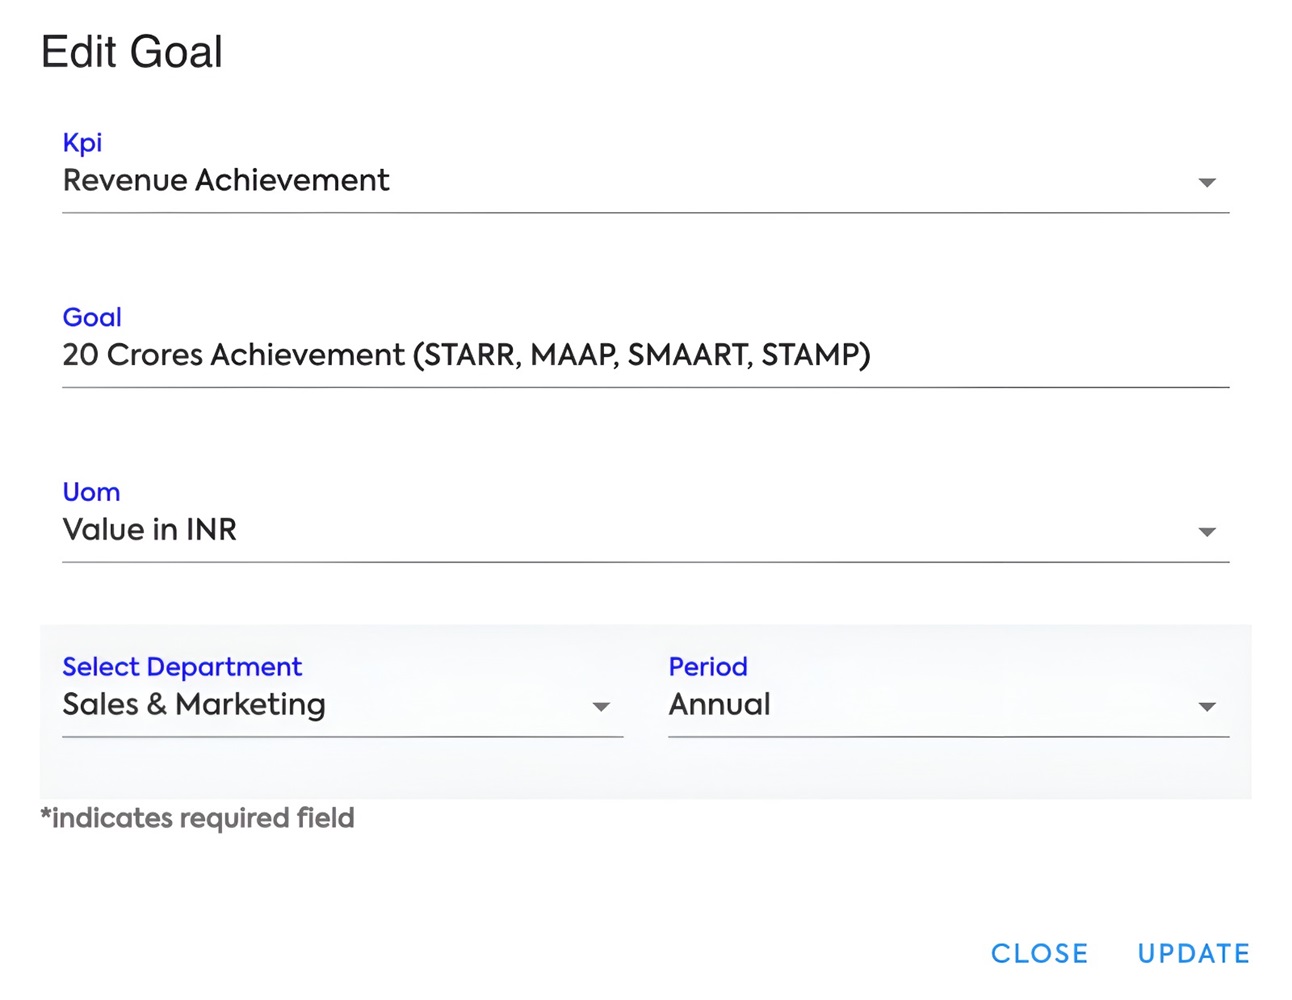 Edit Goal
Kpi
Revenue Achievement
Goal
20 Crores Achievement (STARR, MAAP, SMAART, STAMP)
Uom
Value in INR
Select Department
Sales & Marketing
Period
Annual
*indicates required field
CLOSE
UPDATE